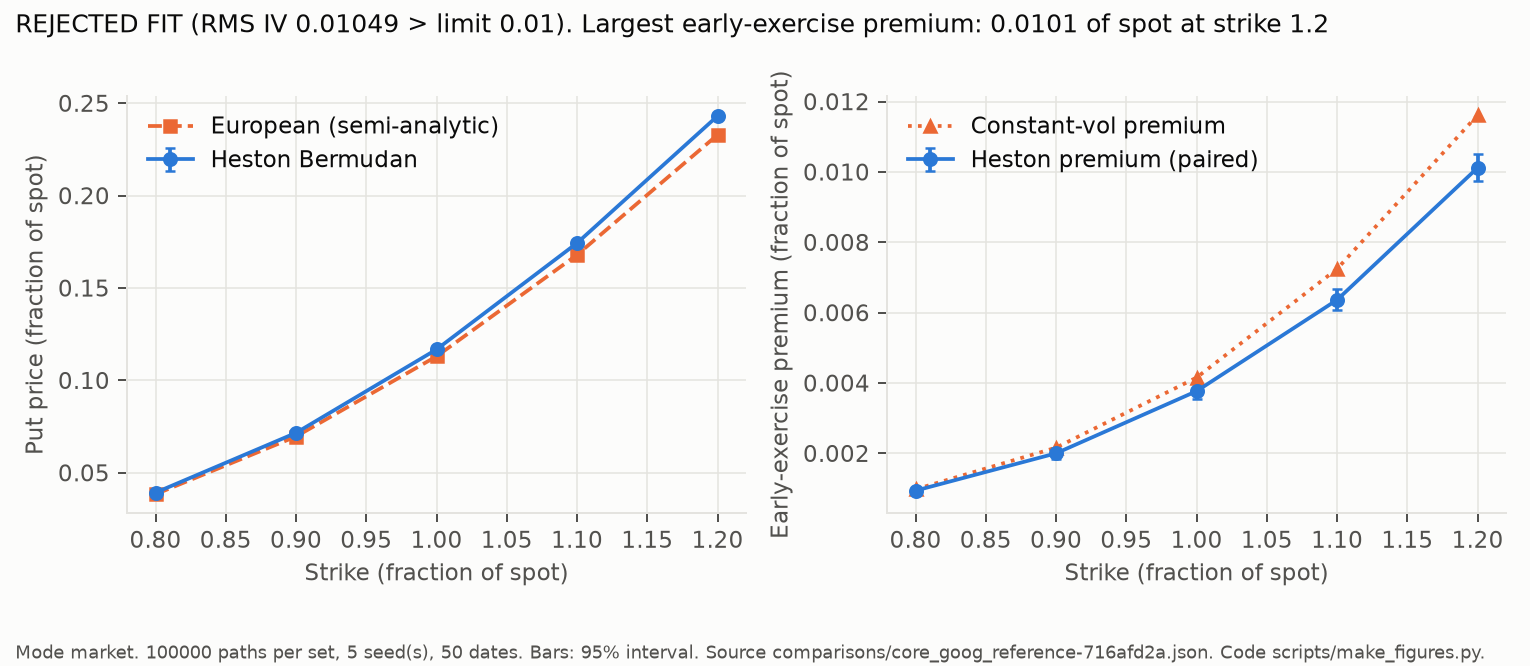 REJECTED FIT (RMS IV 0.01049 > limit 0.01). Largest early-exercise premium: 0.0101 of spot at strike 1.2
Put price (fraction of spot)
0.25
0.20
0.15
0.10
0.05
European (semi-analytic)
Heston Bermudan
0.80 0.85 0.90 0.95 1.00 1.05 1.10 1.15 1.20
Strike (fraction of spot)
Early-exercise premium (fraction of spot)
0.012
0.010
0.008
0.006
0.004
0.002
Constant-vol premium
Heston premium (paired)
0.80 0.85 0.90 0.95 1.00 1.05 1.10 1.15 1.20
Strike (fraction of spot)
Mode market. 100000 paths per set, 5 seed(s), 50 dates. Bars: 95% interval. Source comparisons/core_goog_reference-716afd2a.json. Code scripts/make_figures.py.